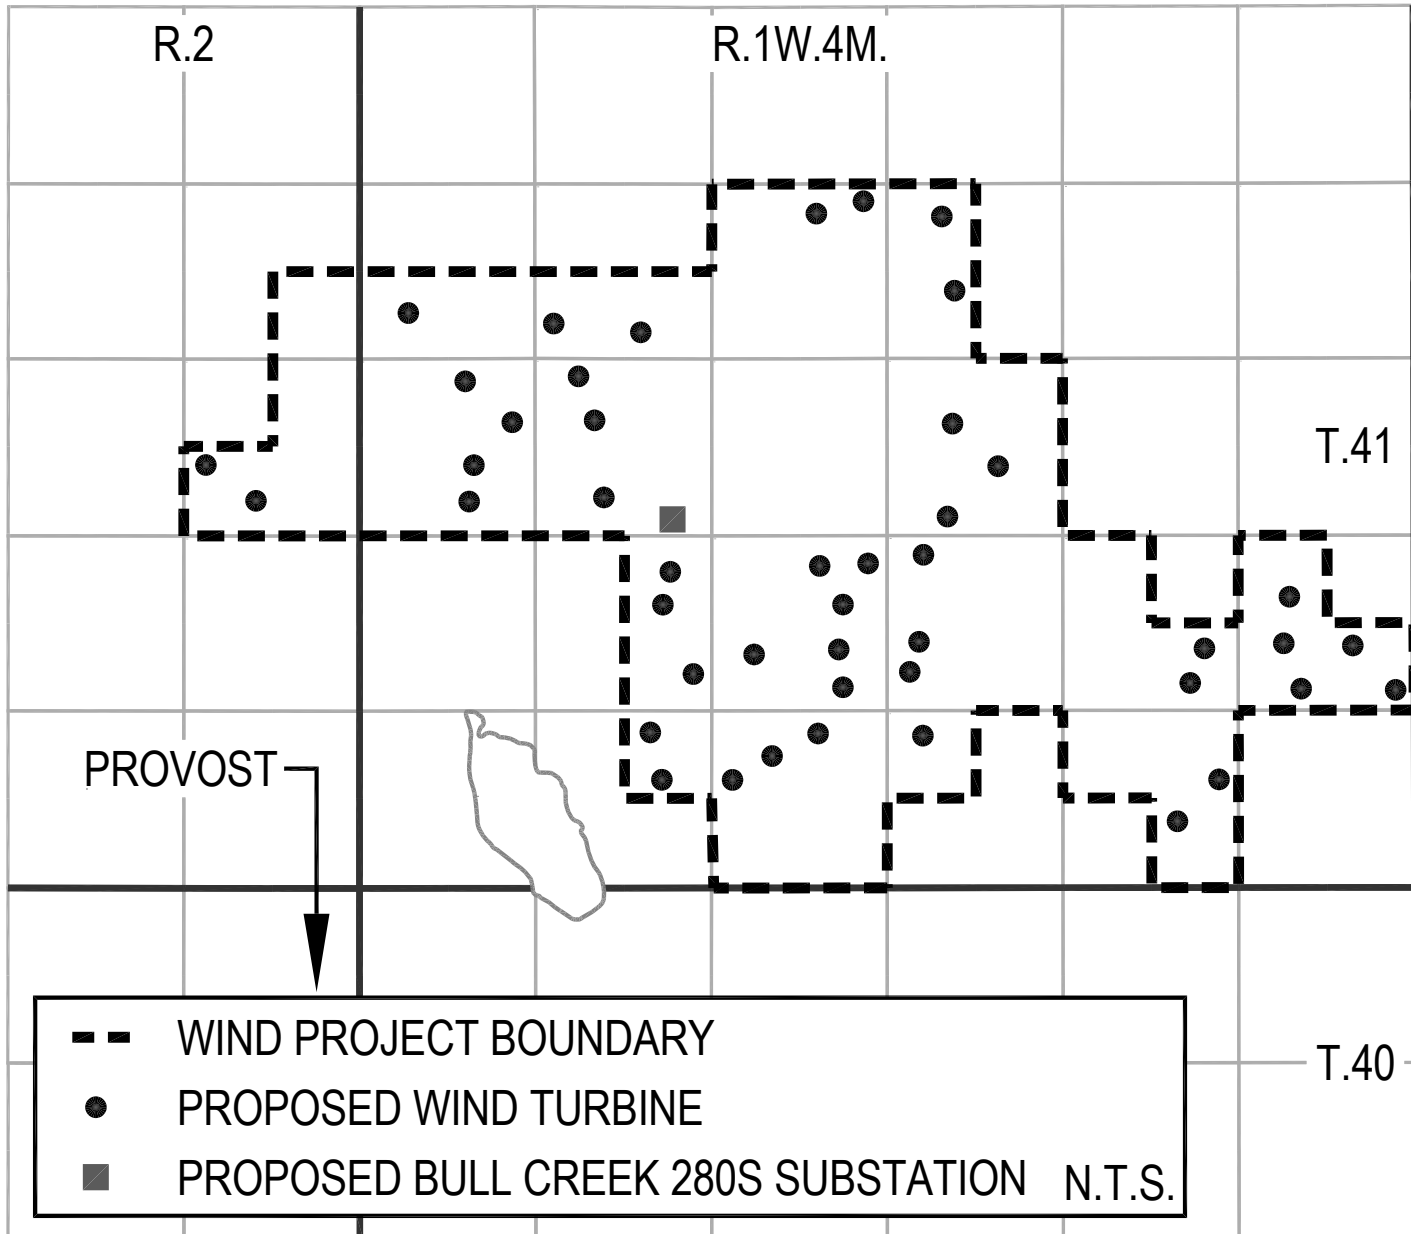 R.2
R.1W.4M.
T.41
PROVOST
WIND PROJECT BOUNDARY
PROPOSED WIND TURBINE
PROPOSED BULL CREEK 280S SUBSTATION
N.T.S.
T.40